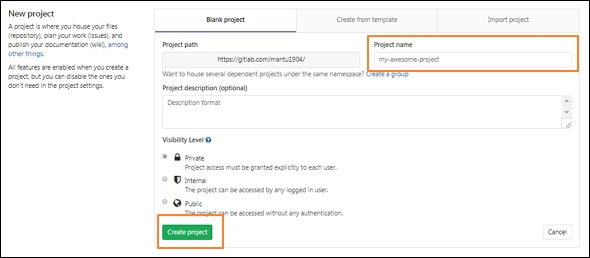 New project
A project is where you house your files
(repository), plan your work (issues), and
publish your documentation (wiki), among
other things.
All features are enabled when you create a
project, but you can disable the ones you
don't need in the project settings.
Blank project
Create from template
Import project
Project path
Project name
https://gitlab.com/mantu1904/
my-awesome-project
Want to house several dependent projects under the same namespace? Create a group
Project description (optional)
Description format
Visibility Level
Private
Project access must be granted explicitly to each user.
Internal
The project can be accessed by any logged in user.
Public
The project can be accessed without any authentication.
Create project
Cancel